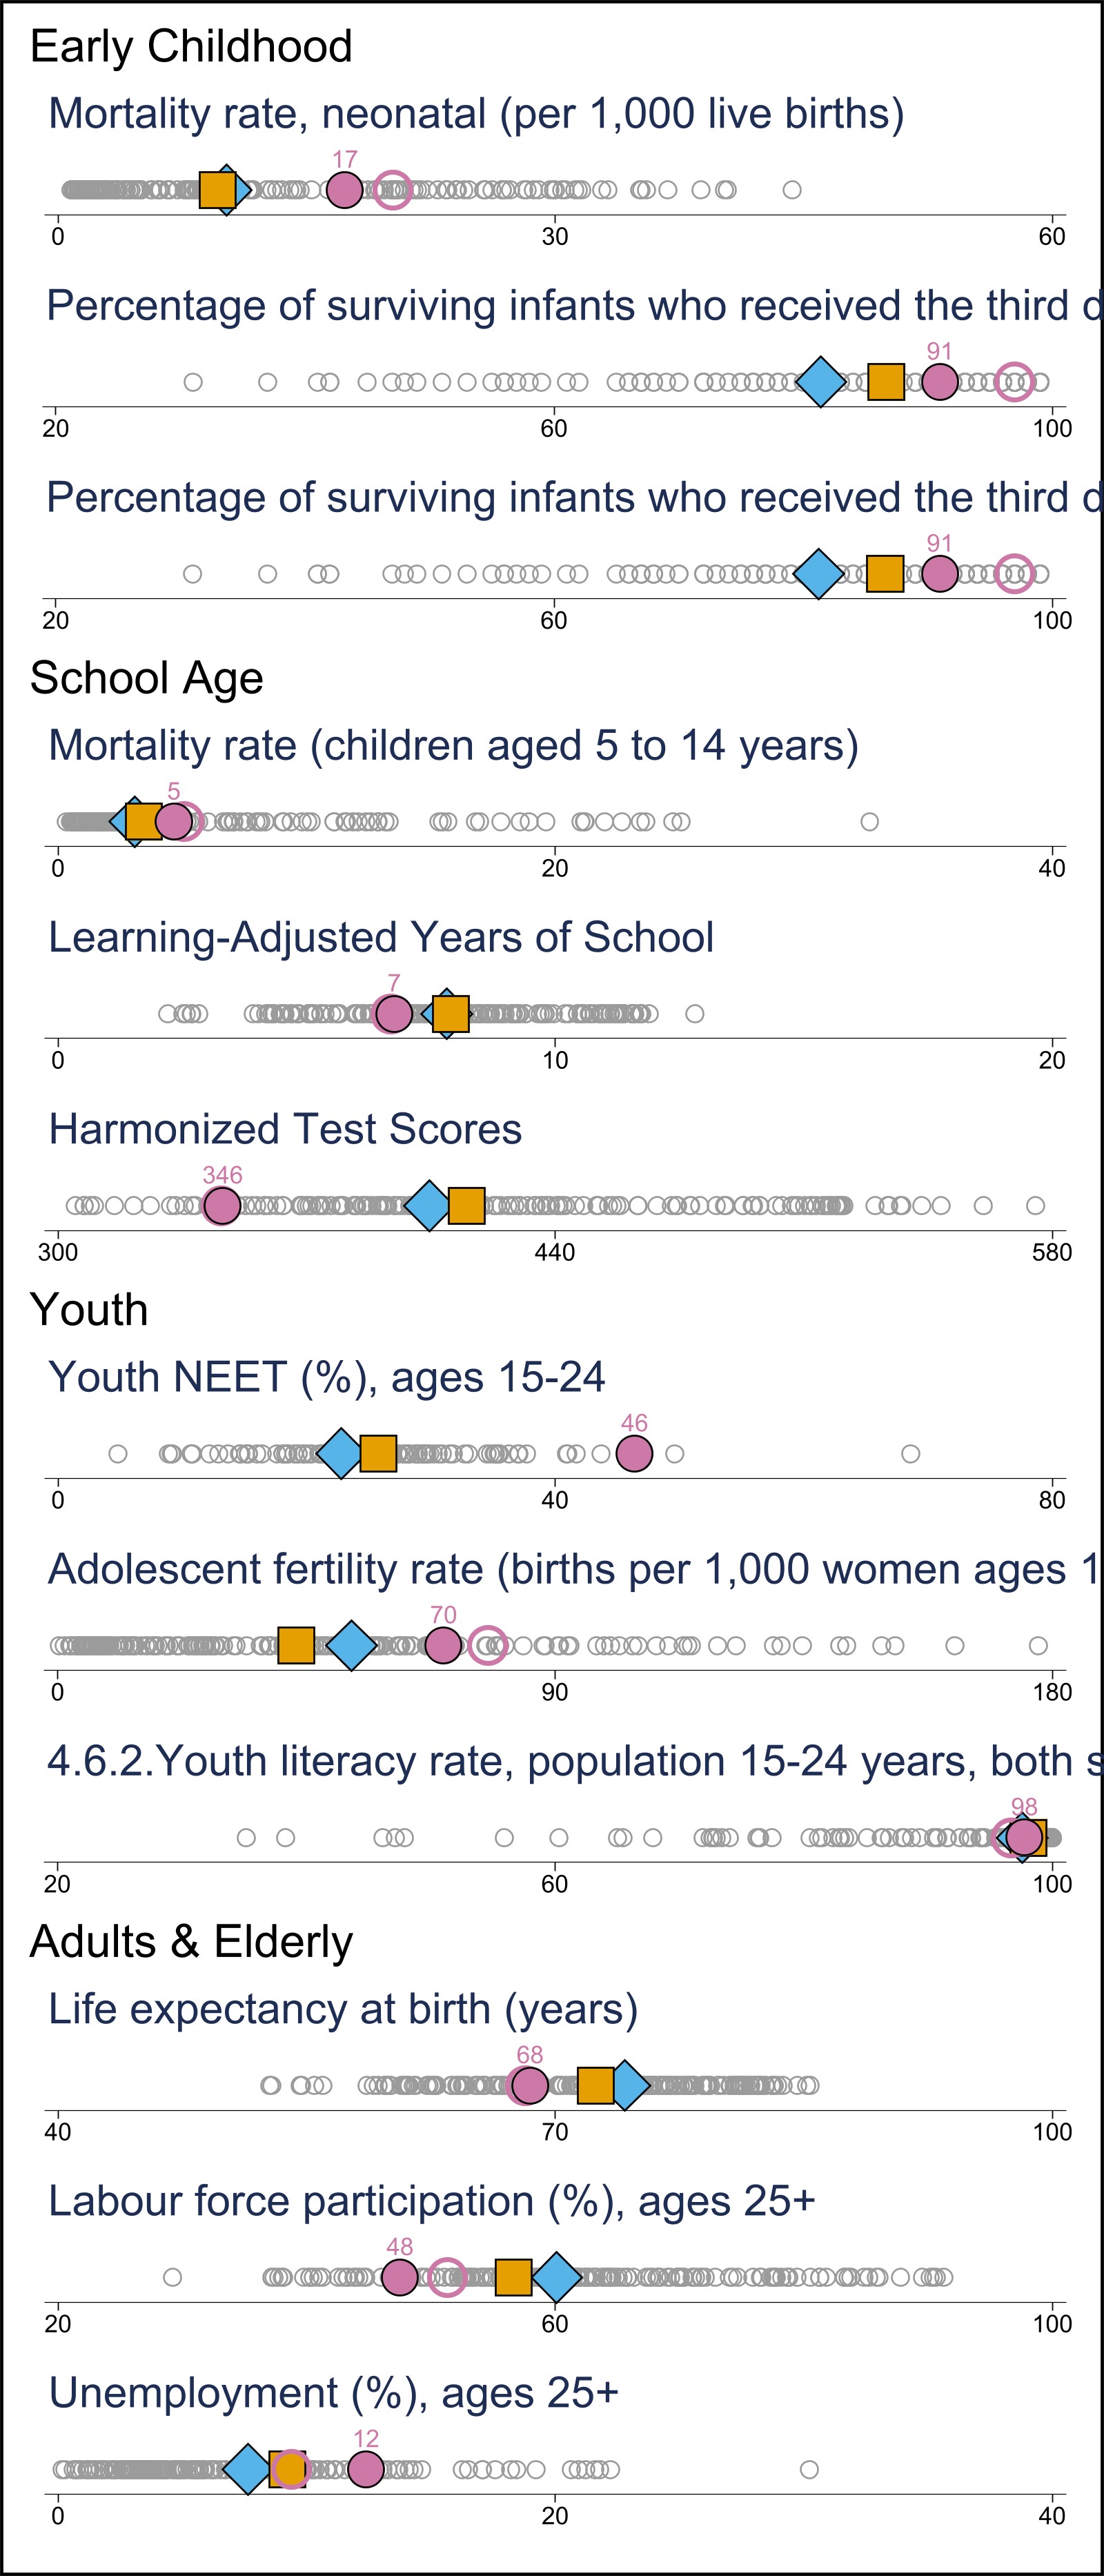 Early Childhood
Mortality rate, neonatal (per 1,000 live births)
17
0 30 60
Percentage of surviving infants who received the third d
91
20 60 100
Percentage of surviving infants who received the third d
91
20 60 100
School Age
Mortality rate (children aged 5 to 14 years)
5
0 20 40
Learning-Adjusted Years of School
7
0 10 20
Harmonized Test Scores
346
300 440 580
Youth
Youth NEET (%), ages 15-24
46
0 40 80
Adolescent fertility rate (births per 1,000 women ages 1
70
0 90 180
4.6.2.Youth literacy rate, population 15-24 years, both s
98
20 60 100
Adults & Elderly
Life expectancy at birth (years)
68
40 70 100
Labour force participation (%), ages 25+
48
20 60 100
Unemployment (%), ages 25+
12
0 20 40